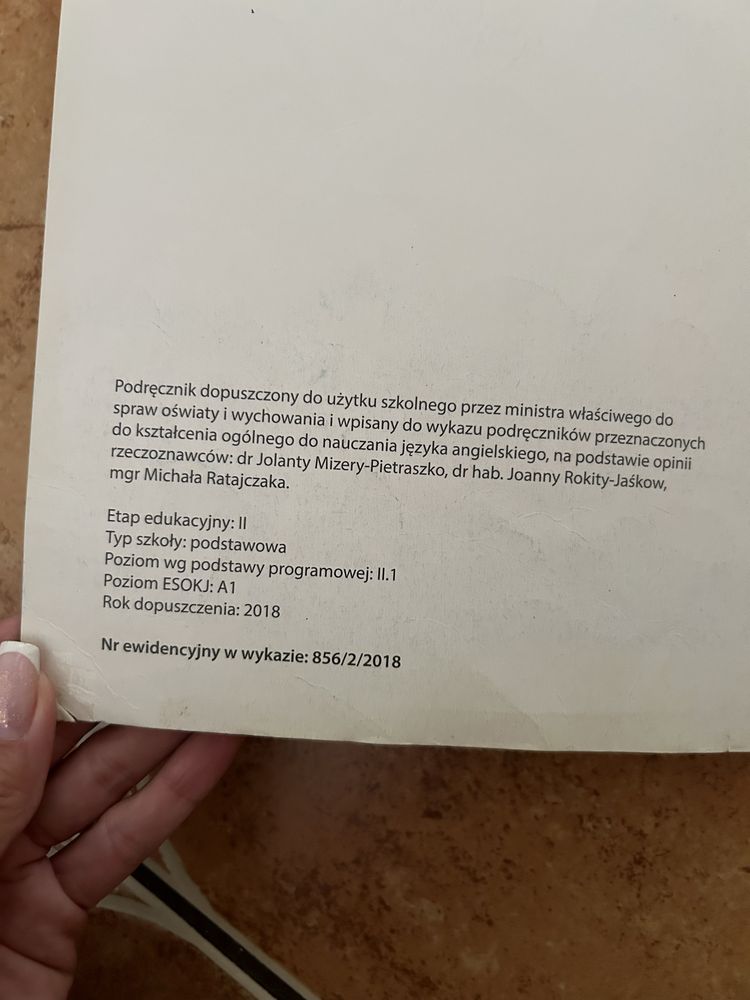 Podręcznik dopuszczony do użytku szkolnego przez ministra właściwego do
spraw oświaty i wychowania i wpisany do wykazu podręczników przeznaczonych
do kształcenia ogólnego do nauczania języka angielskiego, na podstawie opinii
rzeczoznawców: dr Jolanty Mizery-Pietraszko, dr hab. Joanny Rokity-Jaśkow,
mgr Michała Ratajczaka.
Etap edukacyjny: II
Typ szkoły: podstawowa
Poziom wg podstawy programowej: II.1
Poziom ESOKJ: A1
Rok dopuszczenia: 2018
Nr ewidencyjny w wykazie: 856/2/2018